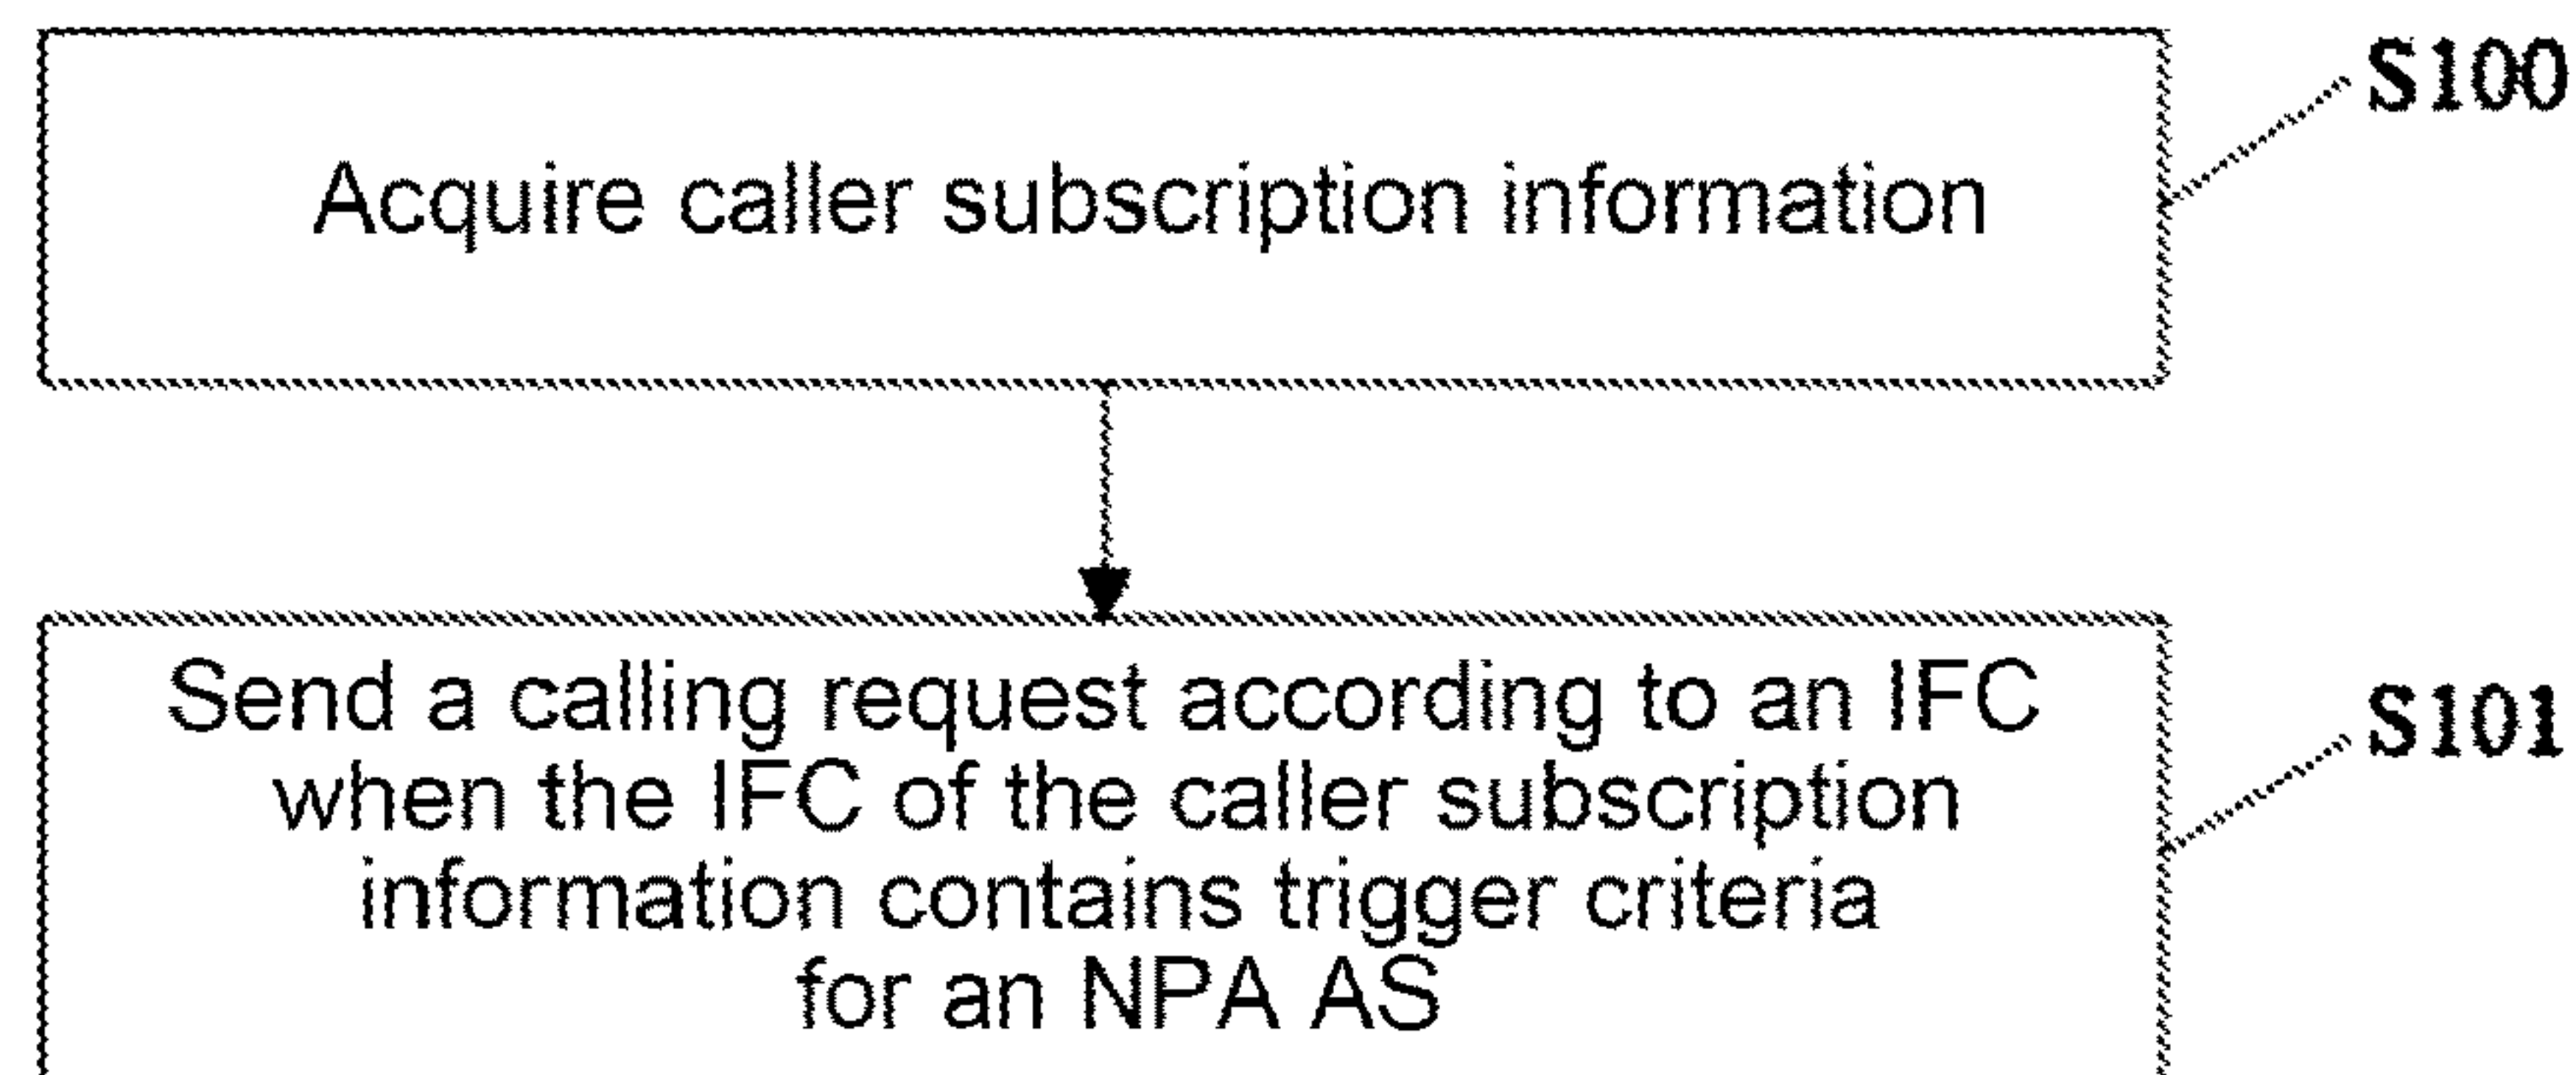 S100
Acquire caller subscription information
Send a calling request according to an IFC
when the IFC of the caller subscription
information contains trigger criteria
for an NPA AS
S101